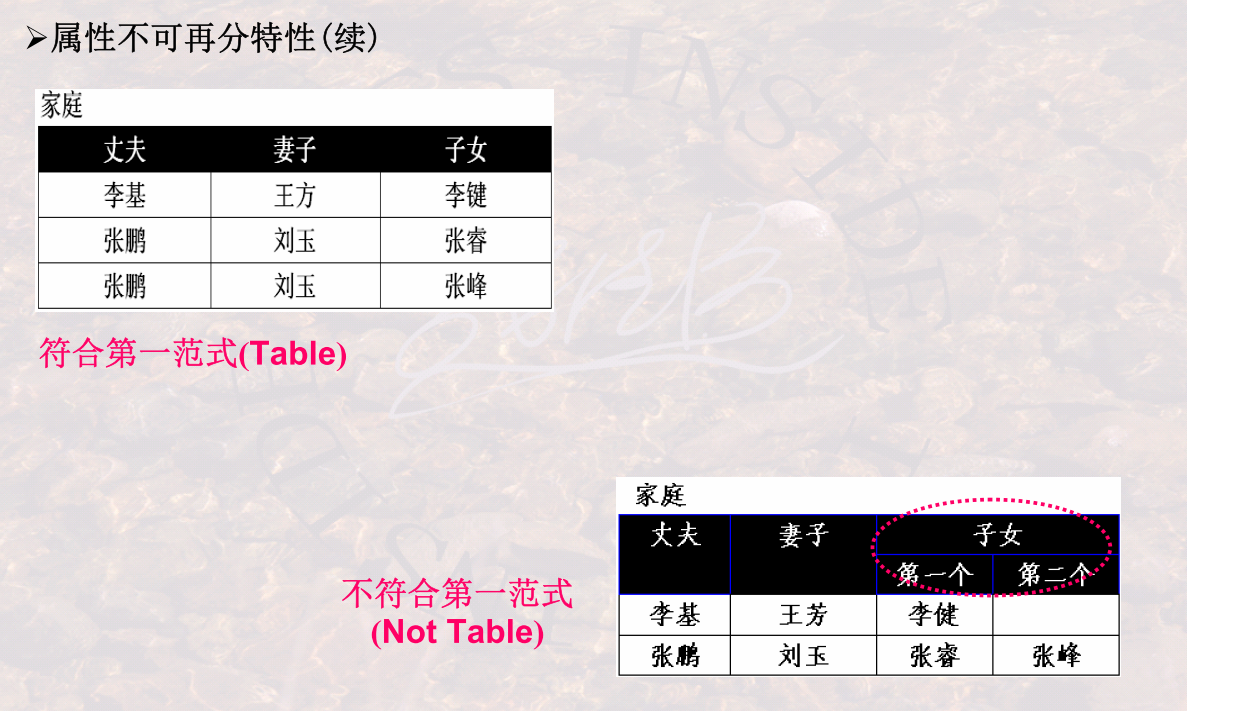 ➢属性不可再分特性(续)
家庭
丈夫 妻子 子女
李基 王方 李键
张鹏 刘玉 张睿
张鹏 刘玉 张峰
符合第一范式(Table)
家庭
丈夫 妻子 子女
第一个 第二个
不符合第一范式
(Not Table)
李基 王芳 李健
张鹏 刘玉 张睿 张峰